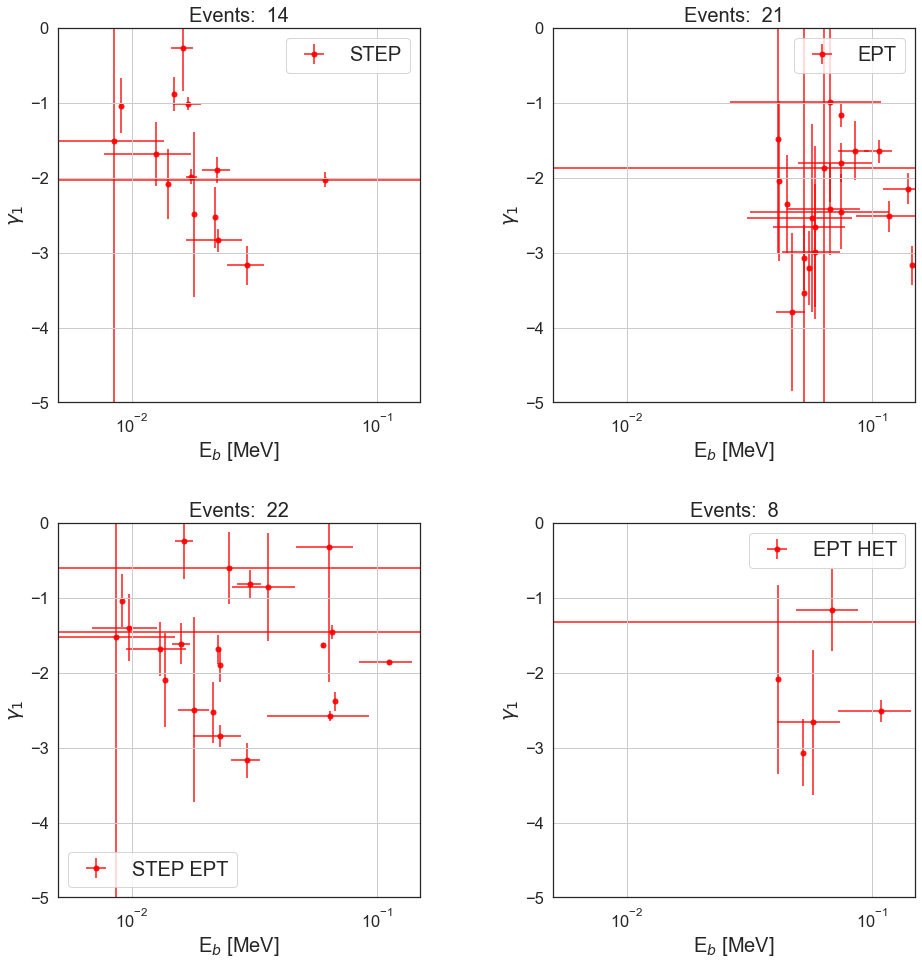 Events:  14
STEP
0
−1
−2
−3
−4
−5
γ₁
10⁻²
10⁻¹
E_b [MeV]
Events:  21
EPT
0
−1
−2
−3
−4
−5
γ₁
10⁻²
10⁻¹
E_b [MeV]
Events:  22
STEP EPT
0
−1
−2
−3
−4
−5
γ₁
10⁻²
10⁻¹
E_b [MeV]
Events:  8
EPT HET
0
−1
−2
−3
−4
−5
γ₁
10⁻²
10⁻¹
E_b [MeV]